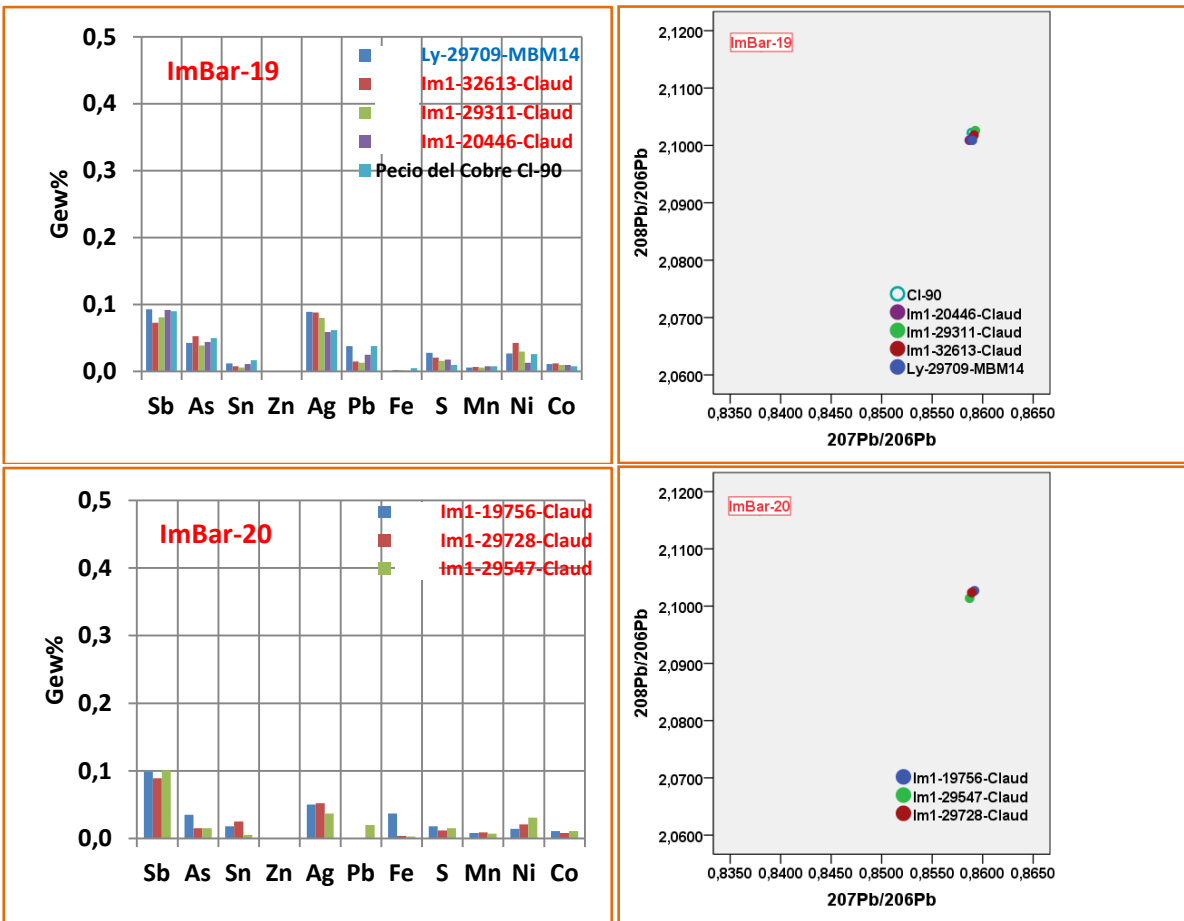 0,5
0,4
0,3
0,2
0,1
0,0
Gew%
ImBar-19
Ly-29709-MBM14
Im1-32613-Claud
Im1-29311-Claud
Im1-20446-Claud
Pecio del Cobre Cl-90
Sb As Sn Zn Ag Pb Fe S Mn Ni Co
2,1200
2,1100
2,1000
2,0900
2,0800
2,0700
2,0600
208Pb/206Pb
ImBar-19
Cl-90
Im1-20446-Claud
Im1-29311-Claud
Im1-32613-Claud
Ly-29709-MBM14
0,8350 0,8400 0,8450 0,8500 0,8550 0,8600 0,8650
207Pb/206Pb
0,5
0,4
0,3
0,2
0,1
0,0
Gew%
ImBar-20
Im1-19756-Claud
Im1-29728-Claud
Im1-29547-Claud
Sb As Sn Zn Ag Pb Fe S Mn Ni Co
2,1200
2,1100
2,1000
2,0900
2,0800
2,0700
2,0600
208Pb/206Pb
ImBar-20
Im1-19756-Claud
Im1-29547-Claud
Im1-29728-Claud
0,8350 0,8400 0,8450 0,8500 0,8550 0,8600 0,8650
207Pb/206Pb